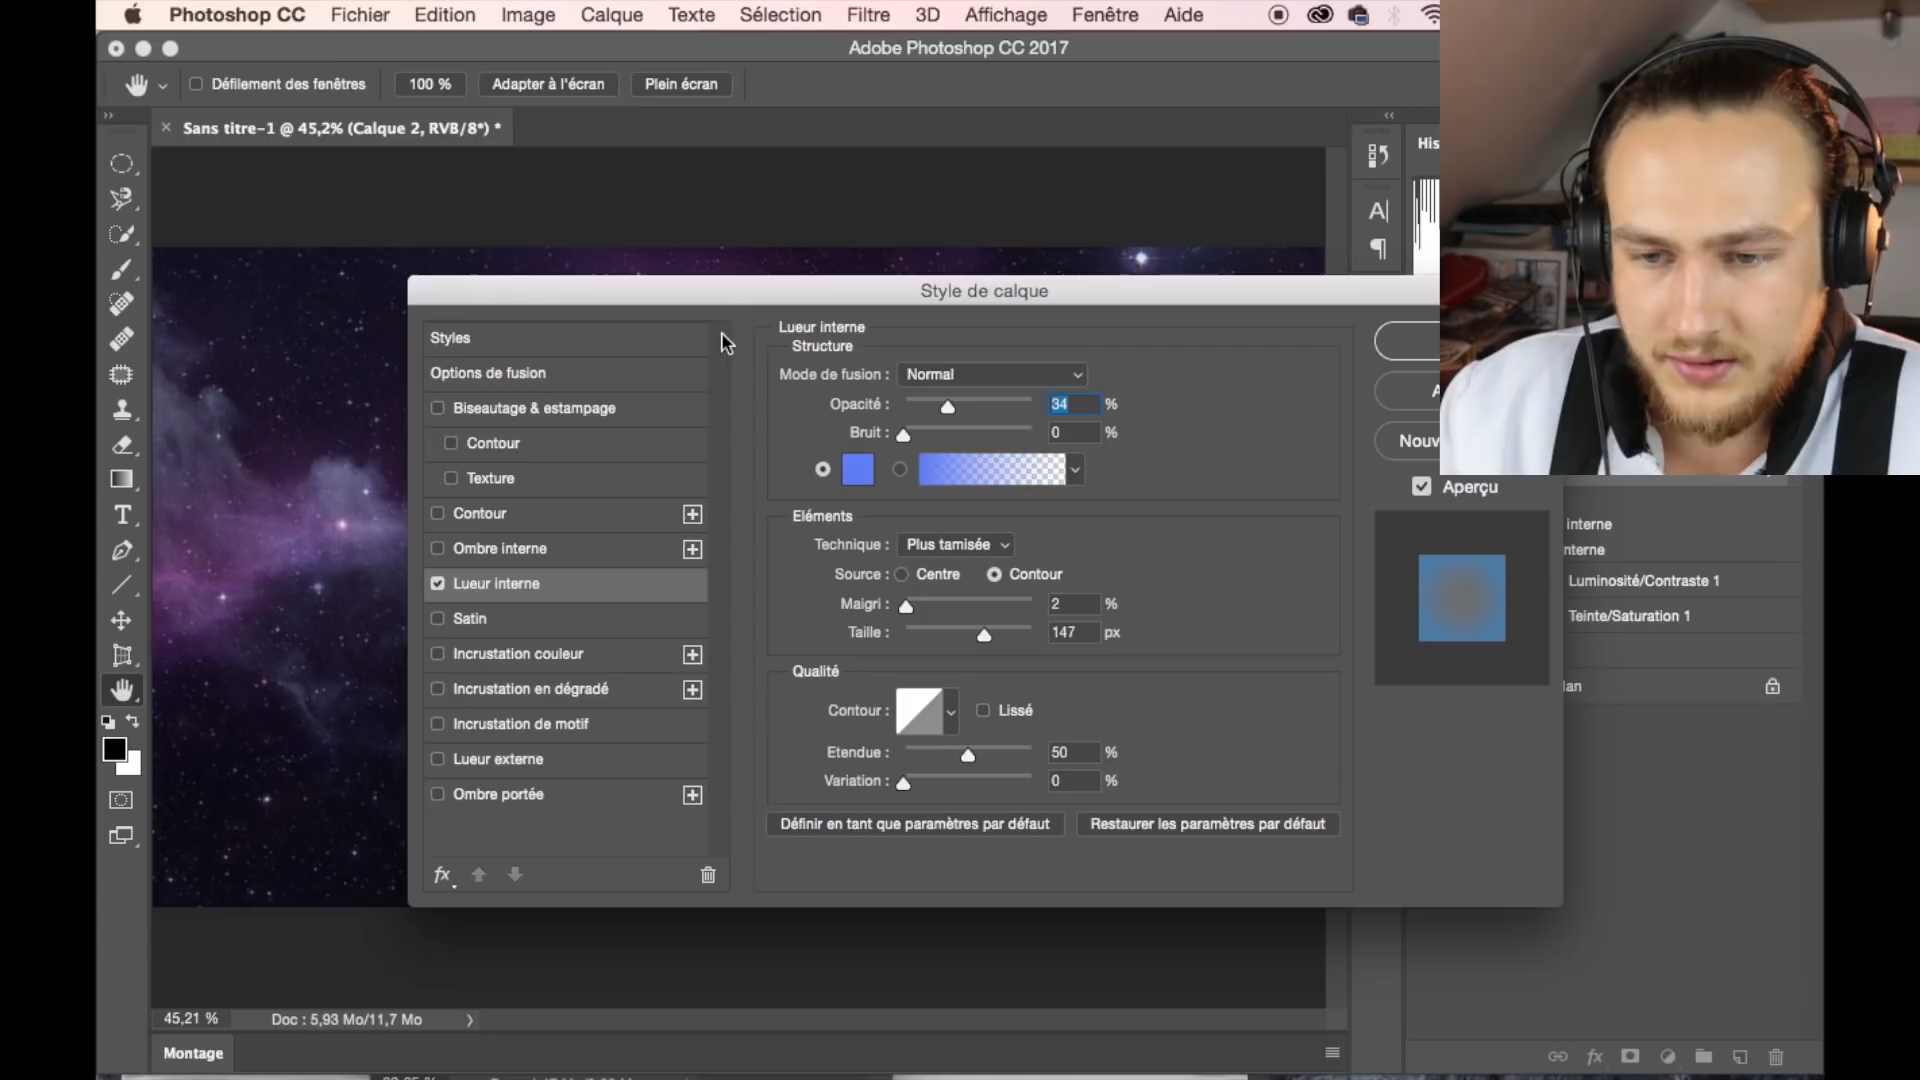 Photoshop CC Fichier Edition Image Calque Texte Sélection Filtre 3D Affichage Fenêtre Aide
Adobe Photoshop CC 2017
Défilement des fenêtres 100 % Adapter à l'écran Plein écran
Sans titre-1 @ 45,2% (Calque 2, RVB/8*) *
His
Style de calque
Styles
Options de fusion
Biseautage & estampage
Contour
Texture
Contour
Ombre interne
Lueur interne
Satin
Incrustation couleur
Incrustation en dégradé
Incrustation de motif
Lueur externe
Ombre portée
fx
Lueur interne
Structure
Mode de fusion : Normal
Opacité : 34 %
Bruit : 0 %
Eléments
Technique : Plus tamisée
Source : Centre Contour
Maigri : 2 %
Taille : 147 px
Qualité
Contour : Lissé
Etendue : 50 %
Variation : 0 %
Définir en tant que paramètres par défaut Restaurer les paramètres par défaut
A
Nouv
Aperçu
interne
nterne
Luminosité/Contraste 1
Teinte/Saturation 1
lan
45,21 % Doc : 5,93 Mo/11,7 Mo
Montage
fx